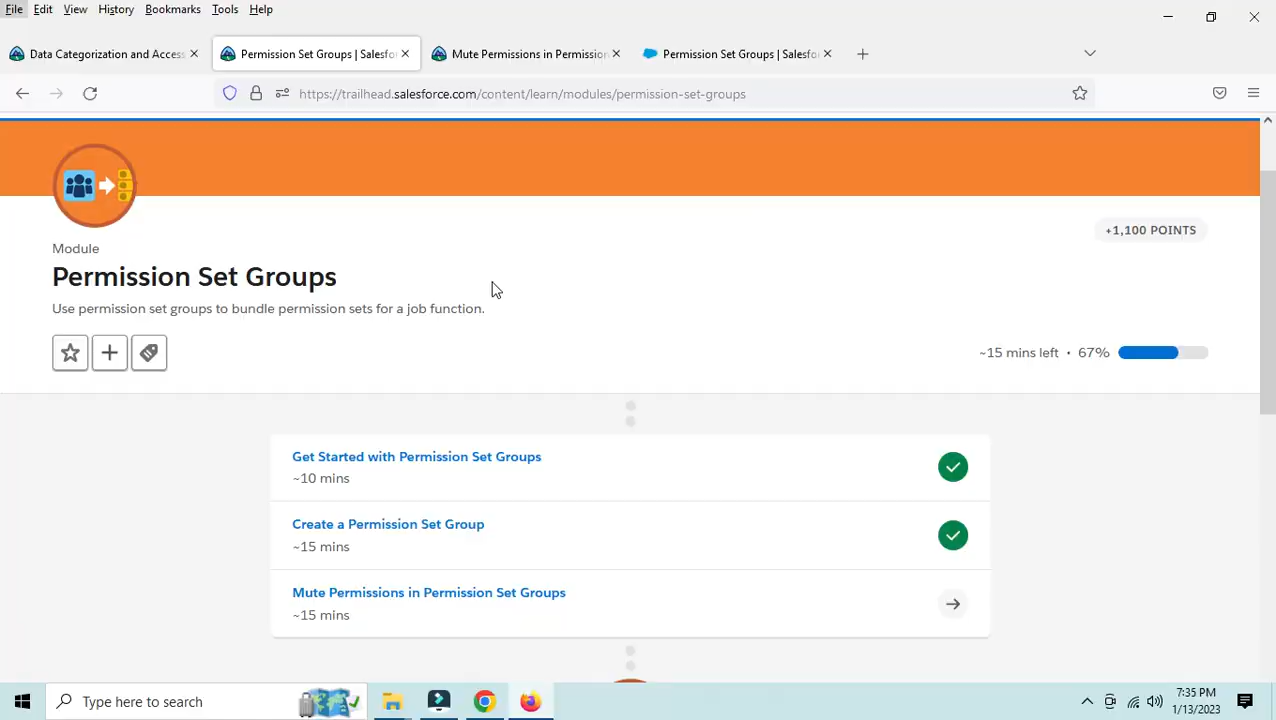 File Edit View History Bookmarks Tools Help
Data Categorization and Access
Permission Set Groups | Salesfo
Mute Permissions in Permission
Permission Set Groups | Salesfo
https://trailhead.salesforce.com/content/learn/modules/permission-set-groups
+1,100 POINTS
Module
Permission Set Groups
Use permission set groups to bundle permission sets for a job function.
~15 mins left • 67%
Get Started with Permission Set Groups
~10 mins
Create a Permission Set Group
~15 mins
Mute Permissions in Permission Set Groups
~15 mins
Type here to search
7:35 PM
1/13/2023